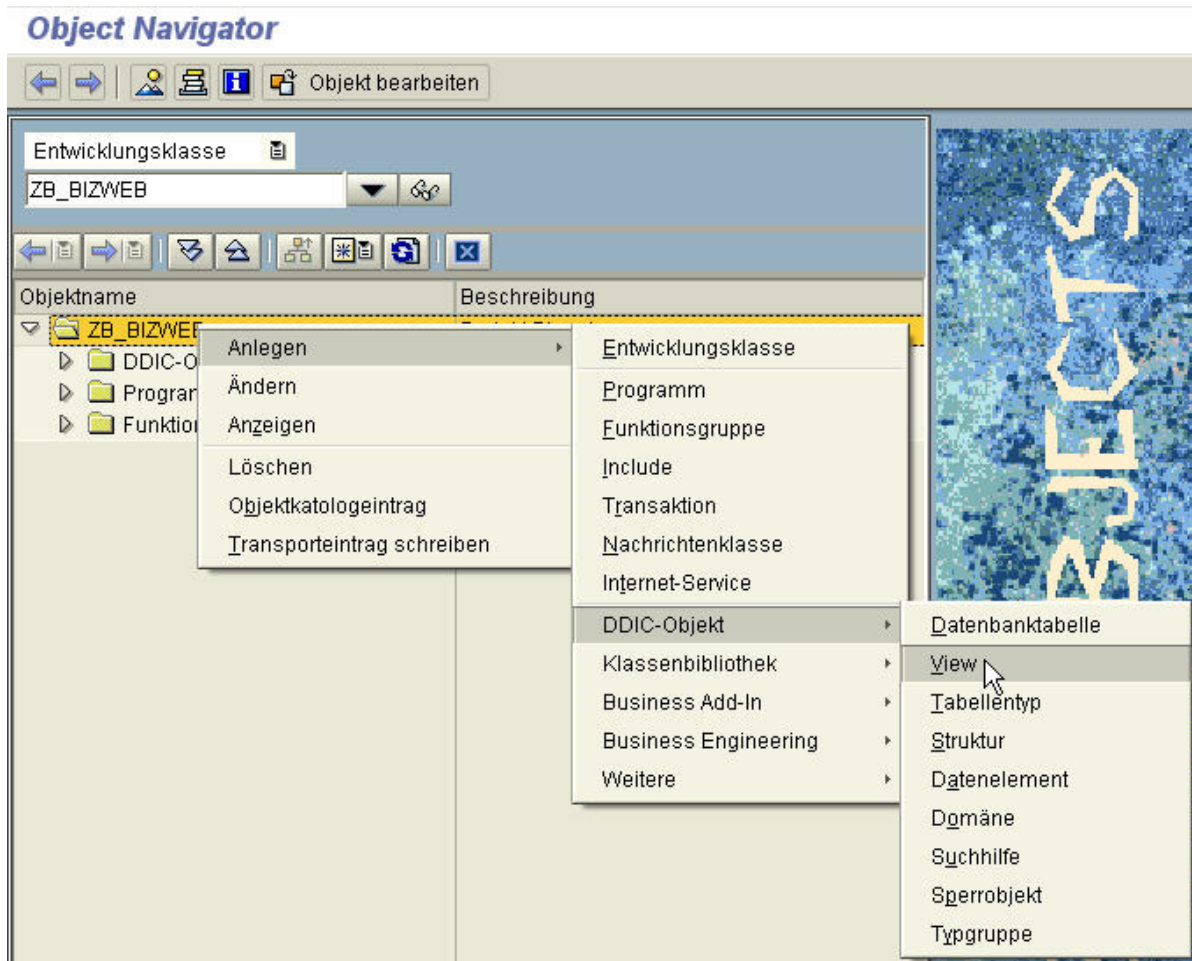 Object Navigator
Objekt bearbeiten
Entwicklungsklasse
ZB_BIZWEB
Objektname Beschreibung
ZB_BIZWEB
DDIC-O
Program
Funktion
Anlegen
Ändern
Anzeigen
Löschen
Objektkatologeintrag
Transporteintrag schreiben
Entwicklungsklasse
Programm
Funktionsgruppe
Include
Transaktion
Nachrichtenklasse
Internet-Service
DDIC-Objekt
Klassenbibliothek
Business Add-In
Business Engineering
Weitere
Datenbanktabelle
View
Tabellentyp
Struktur
Datenelement
Domäne
Suchhilfe
Sperrobjekt
Typgruppe
BJECTS